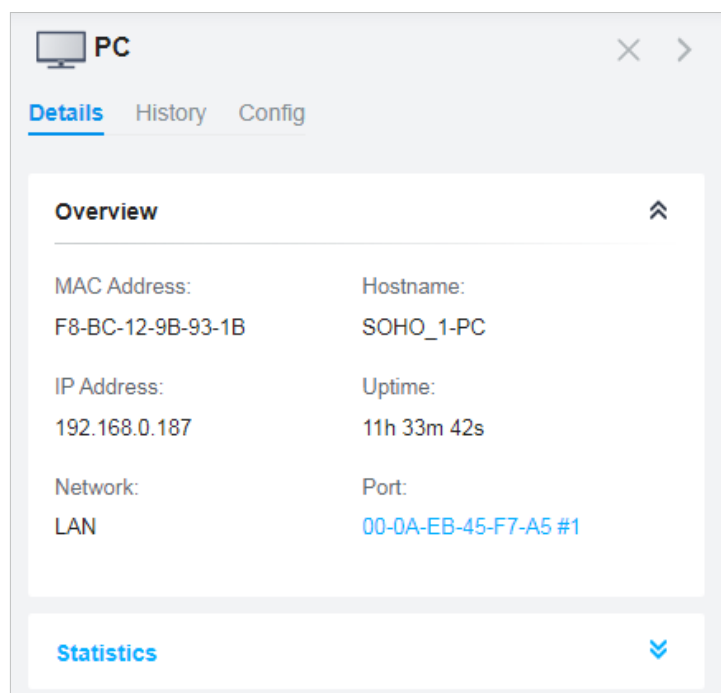 PC
Details History Config
Overview
MAC Address: Hostname:
F8-BC-12-9B-93-1B SOHO_1-PC
IP Address: Uptime:
192.168.0.187 11h 33m 42s
Network: Port:
LAN 00-0A-EB-45-F7-A5 #1
Statistics